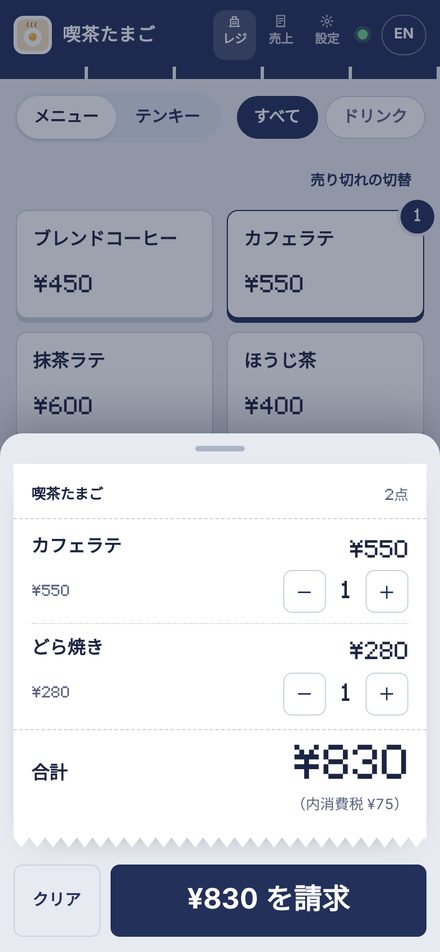 喫茶たまご
レジ
売上
設定
EN
メニュー
テンキー
すべて
ドリンク
売り切れの切替
1
ブレンドコーヒー
¥450
カフェラテ
¥550
抹茶ラテ
¥600
ほうじ茶
¥400
喫茶たまご 2点
カフェラテ ¥550
¥550 − 1 +
どら焼き ¥280
¥280 − 1 +
合計 ¥830
(内消費税 ¥75)
クリア
¥830 を請求